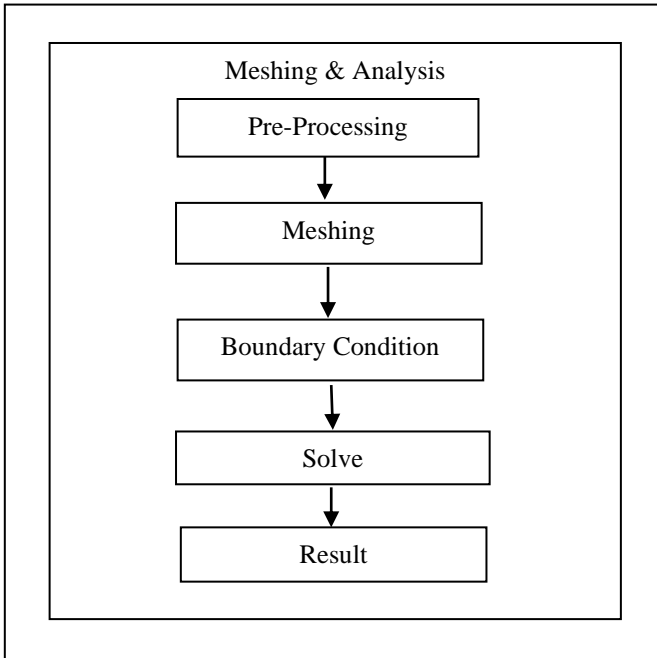 Meshing & Analysis
Pre-Processing
Meshing
Boundary Condition
Solve
Result